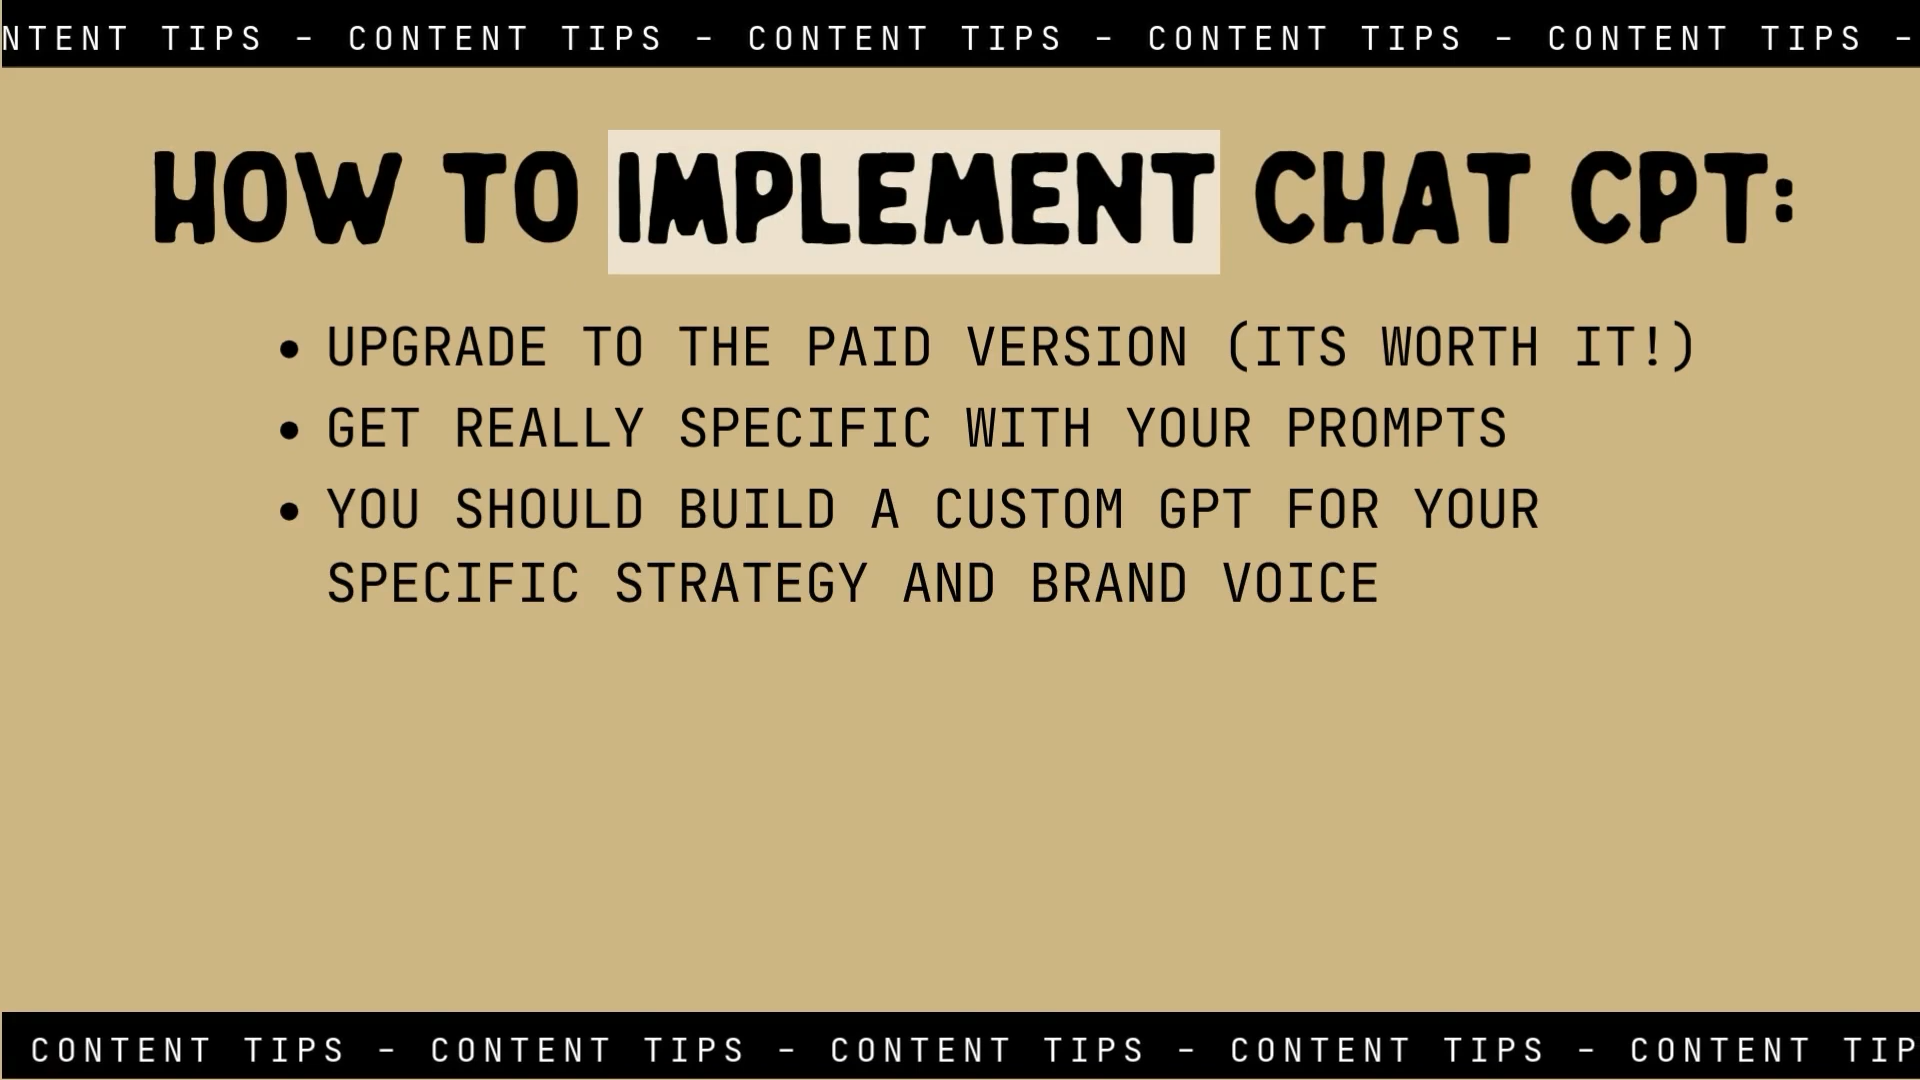 NTENT TIPS - CONTENT TIPS - CONTENT TIPS - CONTENT TIPS - CONTENT TIPS -
HOW TO IMPLEMENT CHAT CPT:
• UPGRADE TO THE PAID VERSION (ITS WORTH IT!)
• GET REALLY SPECIFIC WITH YOUR PROMPTS
• YOU SHOULD BUILD A CUSTOM GPT FOR YOUR
SPECIFIC STRATEGY AND BRAND VOICE
CONTENT TIPS - CONTENT TIPS - CONTENT TIPS - CONTENT TIPS - CONTENT TIP